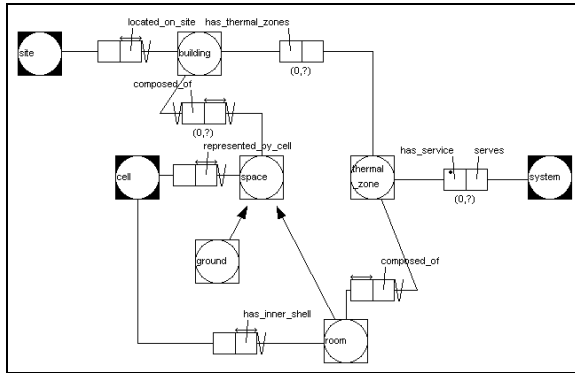 located_on_site
has_thermal_zones
site
building
composed_of
(0,?)
(0,?)
represented_by_cell
has_service
serves
cell
space
thermal
_zone
system
(0,?)
ground
composed_of
has_inner_shell
room